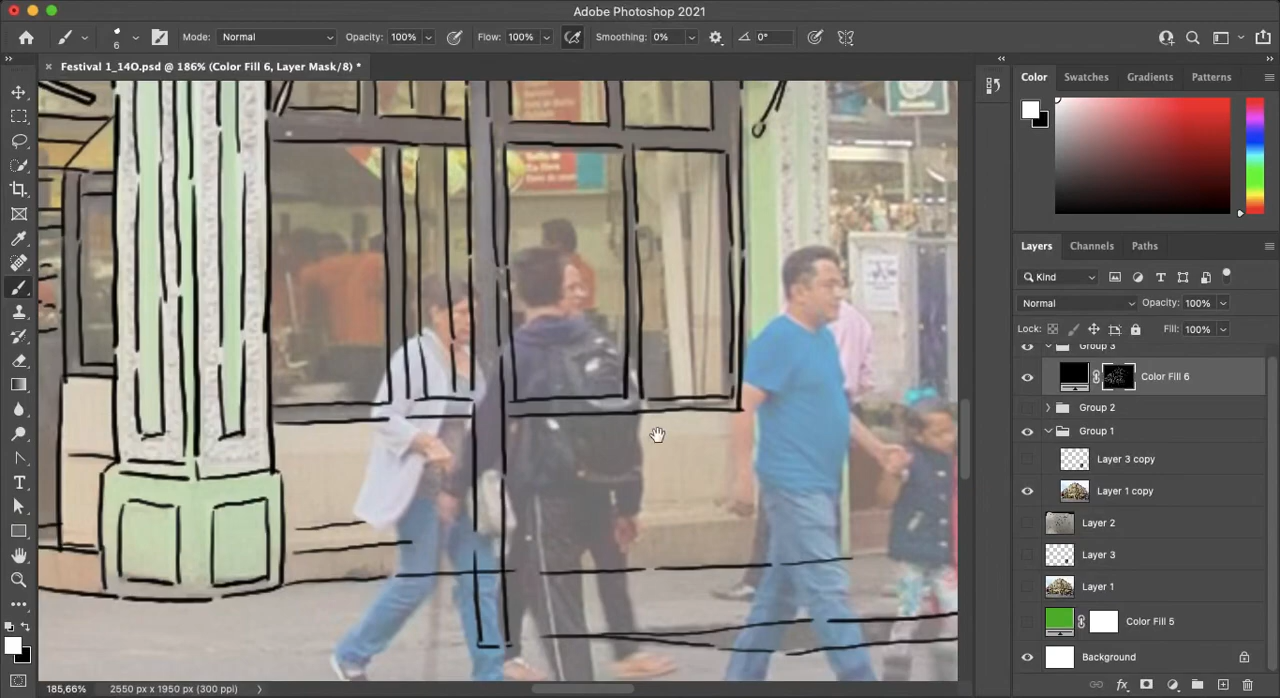 Adobe Photoshop 2021
6
Mode: Normal Opacity: 100% Flow: 100% Smoothing: 0% 0°
× Festival 1_14O.psd @ 186% (Color Fill 6, Layer Mask/8) *
Color Swatches Gradients Patterns
Layers Channels Paths
Kind
Normal Opacity: 100%
Lock: Fill: 100%
Group 3
Color Fill 6
Group 2
Group 1
Layer 3 copy
Layer 1 copy
Layer 2
Layer 3
Layer 1
Color Fill 5
Background
185,66% 2550 px x 1950 px (300 ppi)